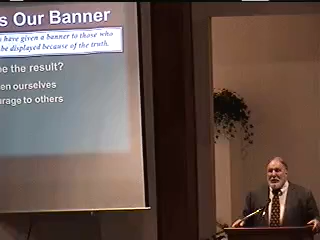 s Our Banner
have given a banner to those who
be displayed because of the truth.
e the result?
en ourselves
urage to others